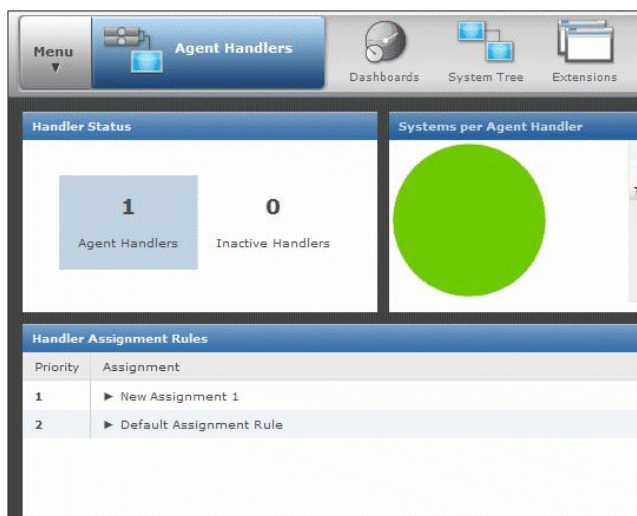 Menu
▼
Agent Handlers
Dashboards
System Tree
Extensions
Handler Status
Systems per Agent Handler
1
0
Agent Handlers
Inactive Handlers
Handler Assignment Rules
Priority Assignment
1 ► New Assignment 1
2 ► Default Assignment Rule